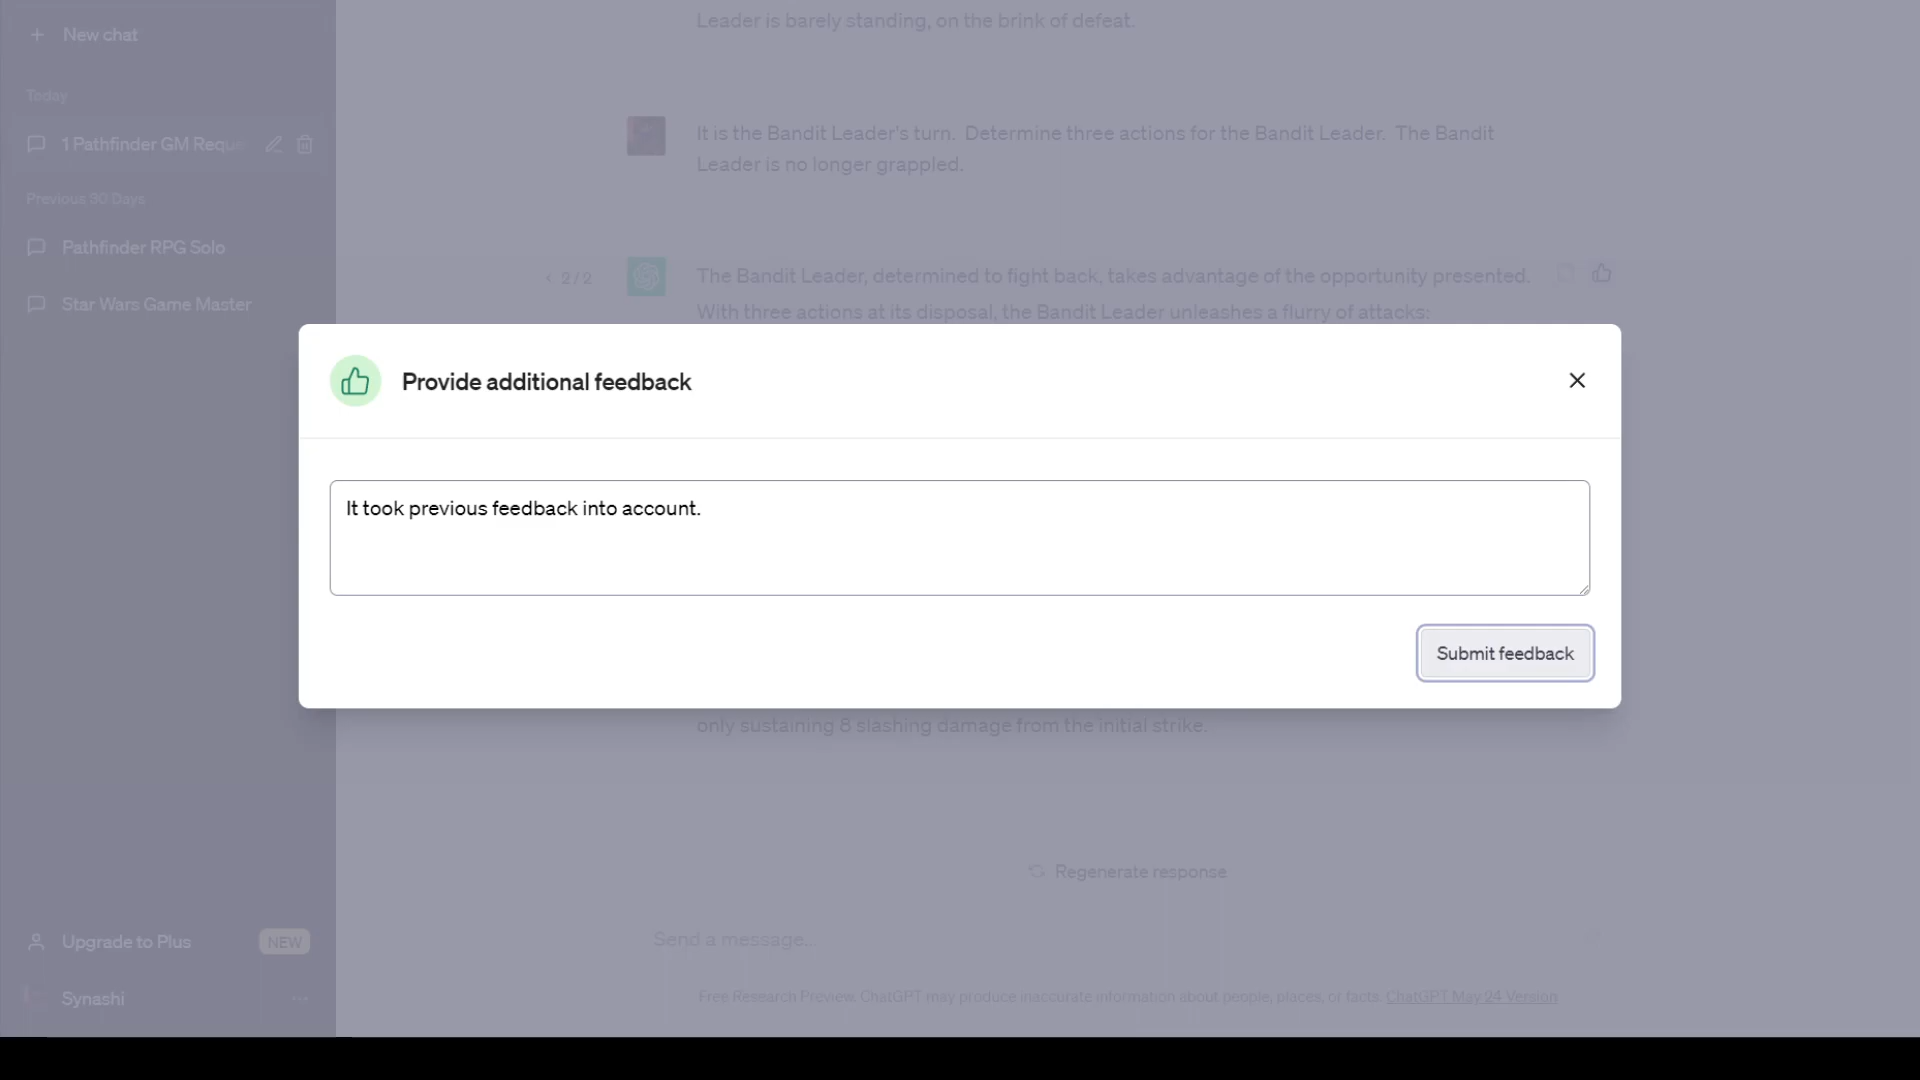 New chat
Today
1 Pathfinder GM Reque
Previous 30 Days
Pathfinder RPG Solo
Star Wars Game Master
Leader is barely standing, on the brink of defeat.
It is the Bandit Leader's turn.  Determine three actions for the Bandit Leader.  The Bandit
Leader is no longer grappled.
2 / 2
The Bandit Leader, determined to fight back, takes advantage of the opportunity presented.
With three actions at its disposal, the Bandit Leader unleashes a flurry of attacks:
Provide additional feedback
It took previous feedback into account.
Submit feedback
only sustaining 8 slashing damage from the initial strike.
Regenerate response
Send a message...
Upgrade to Plus
NEW
Synashi
Free Research Preview. ChatGPT may produce inaccurate information about people, places, or facts. ChatGPT May 24 Version